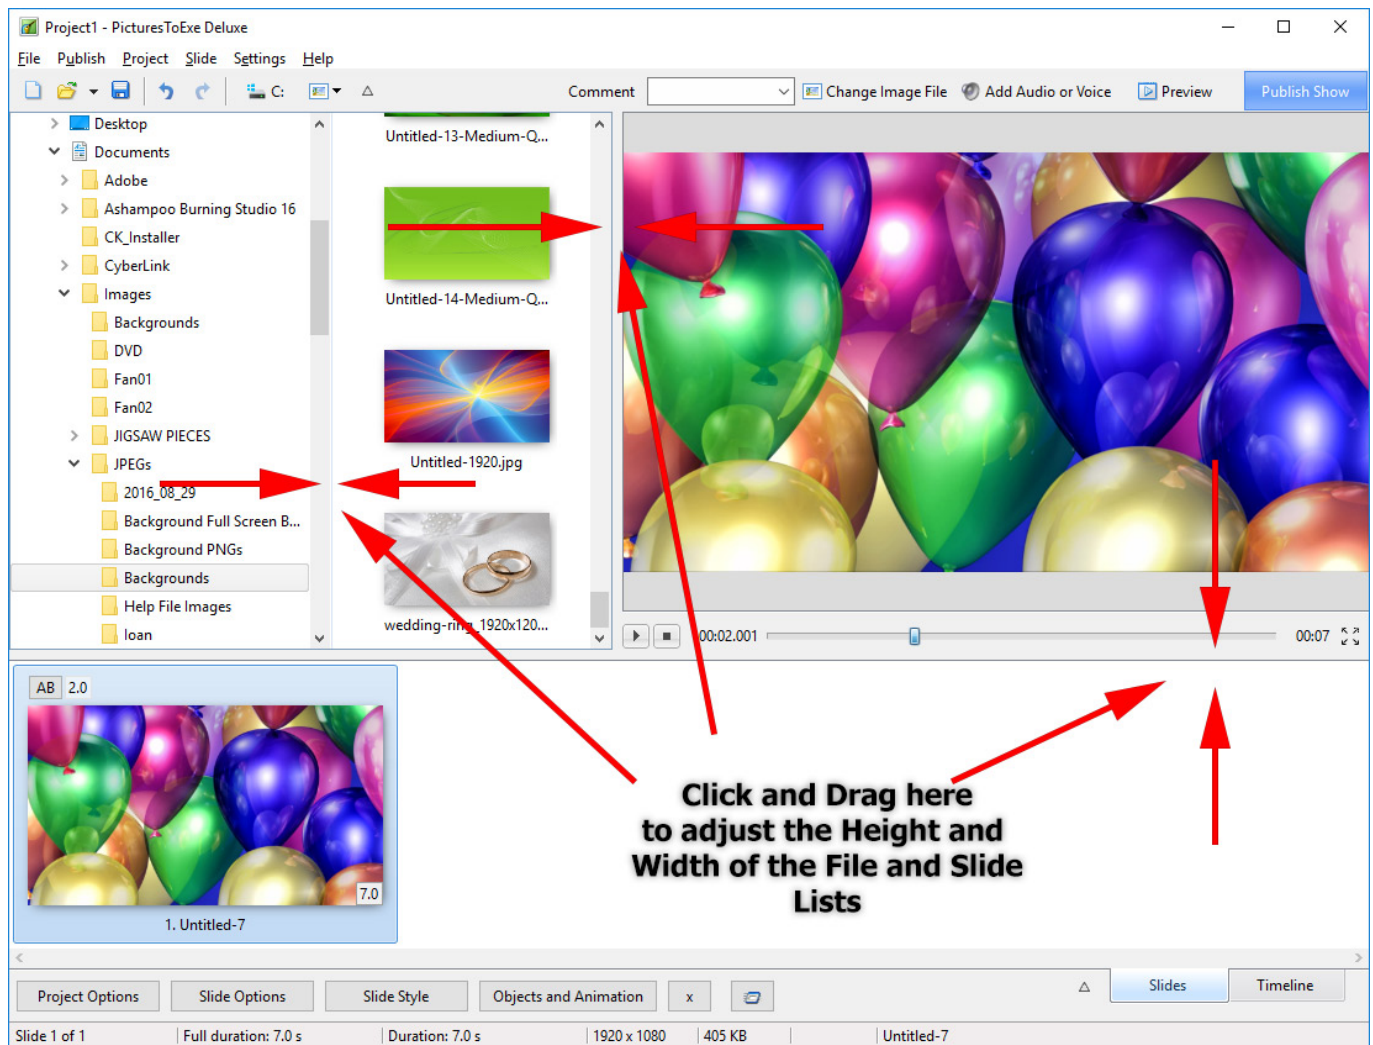 Project1 - PicturesToExe Deluxe
File Publish Project Slide Settings Help
C: Comment Change Image File Add Audio or Voice Preview Publish Show
Desktop
Documents
Adobe
Ashampoo Burning Studio 16
CK_Installer
CyberLink
Images
Backgrounds
DVD
Fan01
Fan02
JIGSAW PIECES
JPEGs
2016_08_29
Background Full Screen B...
Background PNGs
Backgrounds
Help File Images
loan
Untitled-13-Medium-Q...
Untitled-14-Medium-Q...
Untitled-1920.jpg
wedding-ring_1920x120...
00:02.001 00:07
AB 2.0
7.0
1. Untitled-7
Click and Drag here
to adjust the Height and
Width of the File and Slide
Lists
Project Options Slide Options Slide Style Objects and Animation x Slides Timeline
Slide 1 of 1 Full duration: 7.0 s Duration: 7.0 s 1920 x 1080 405 KB Untitled-7